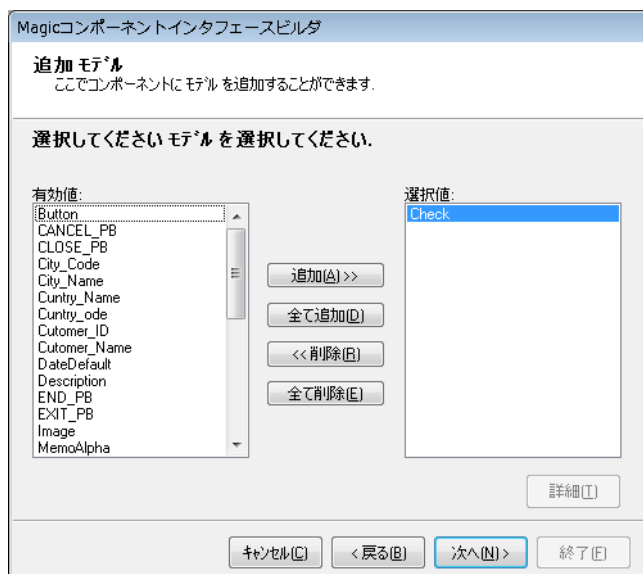 Magicコンポーネントインタフェースビルダ
追加 モデル
ここでコンポーネントに モデル を追加することができます.
選択してください モデル を選択してください.
有効値:
Button
CANCEL_PB
CLOSE_PB
City_Code
City_Name
Cuntry_Name
Cuntry_ode
Cutomer_ID
Cutomer_Name
DateDefault
Description
END_PB
EXIT_PB
Image
MemoAlpha
追加(A) >>
全て追加(D)
<< 削除(R)
全て削除(E)
選択値:
Check
詳細(T)
キャンセル(C)
< 戻る(B)
次へ(N) >
終了(F)